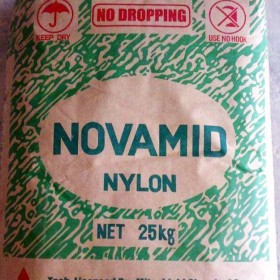 NO DROPPING
KEEP DRY
USE NO HOOK
NOVAMID
NYLON
NET 25kg